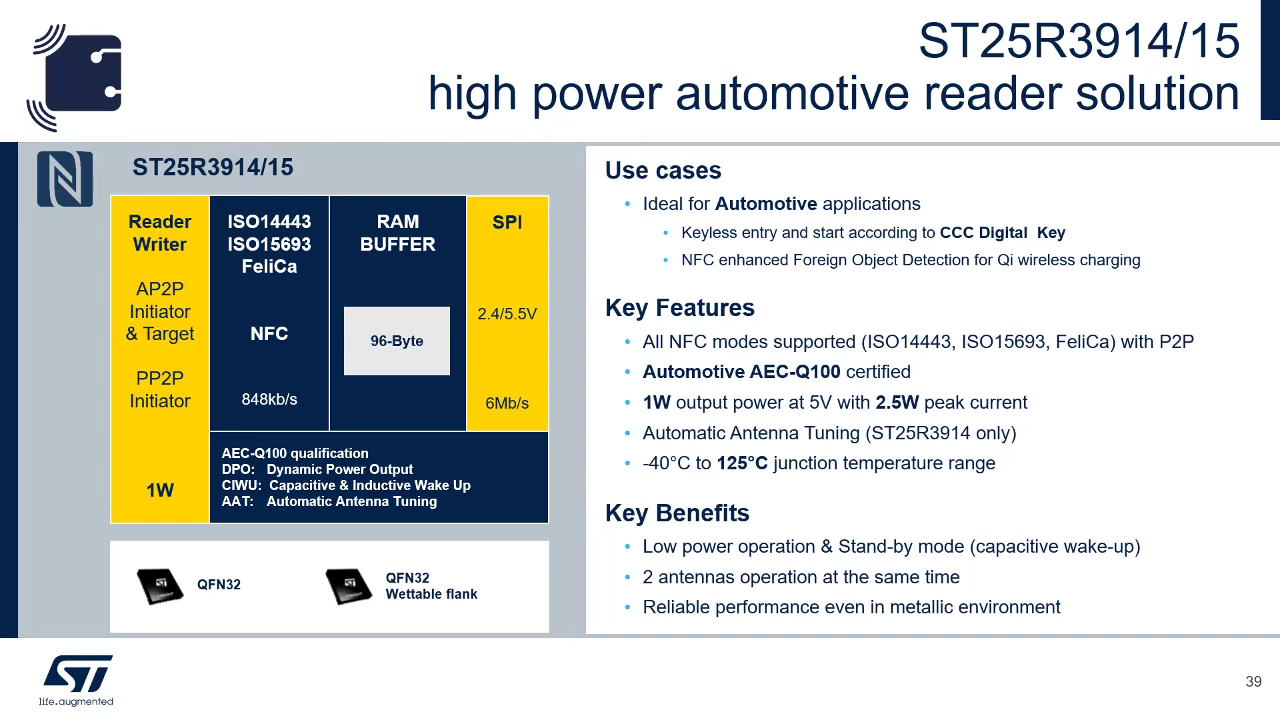 ST25R3914/15
high power automotive reader solution
ST25R3914/15
Reader
Writer
AP2P
Initiator
& Target
PP2P
Initiator
1W
ISO14443
ISO15693
FeliCa
NFC
848kb/s
RAM
BUFFER
96-Byte
SPI
2.4/5.5V
6Mb/s
AEC-Q100 qualification
DPO: Dynamic Power Output
CIWU: Capacitive & Inductive Wake Up
AAT: Automatic Antenna Tuning
QFN32
QFN32
Wettable flank
Use cases
• Ideal for Automotive applications
• Keyless entry and start according to CCC Digital Key
• NFC enhanced Foreign Object Detection for Qi wireless charging
Key Features
• All NFC modes supported (ISO14443, ISO15693, FeliCa) with P2P
• Automotive AEC-Q100 certified
• 1W output power at 5V with 2.5W peak current
• Automatic Antenna Tuning (ST25R3914 only)
• -40°C to 125°C junction temperature range
Key Benefits
• Low power operation & Stand-by mode (capacitive wake-up)
• 2 antennas operation at the same time
• Reliable performance even in metallic environment
ST
life.augmented
39